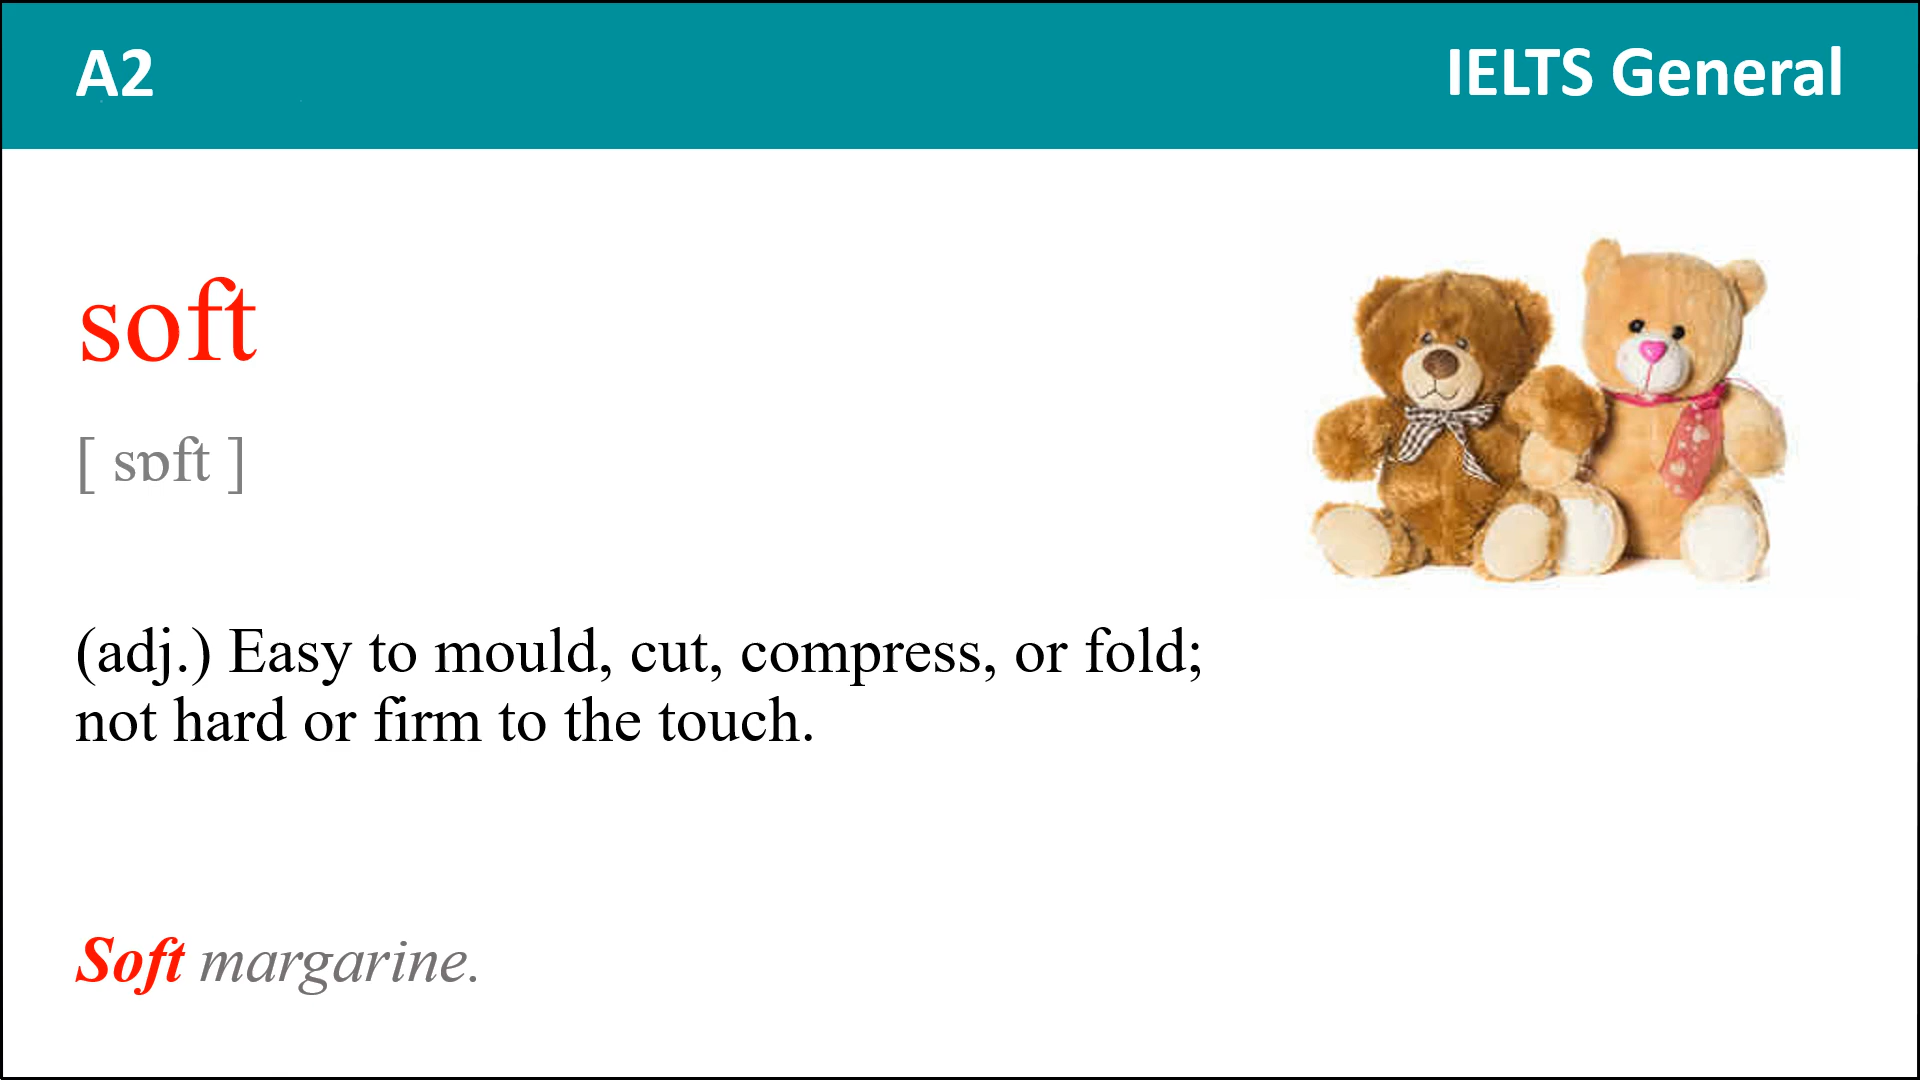 A2
IELTS General
soft
[ sɒft ]
(adj.) Easy to mould, cut, compress, or fold;
not hard or firm to the touch.
Soft margarine.